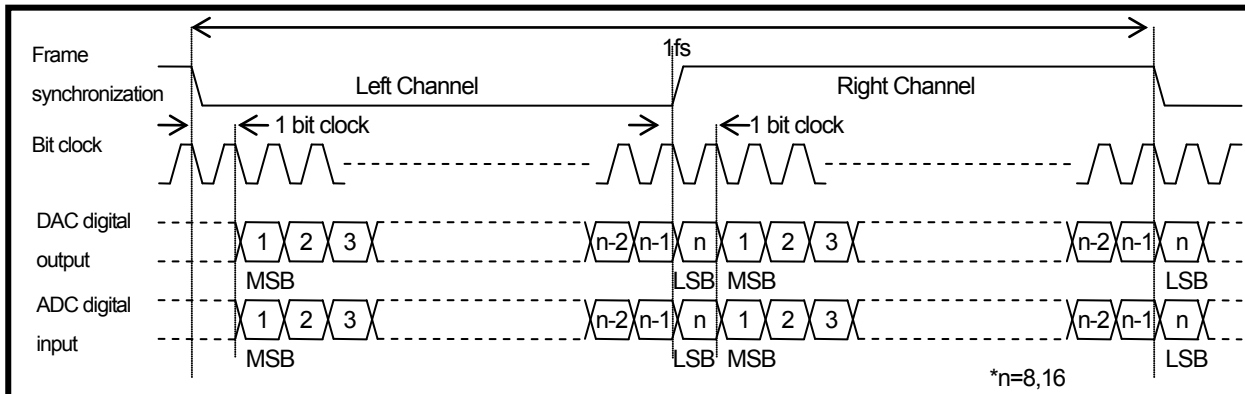 1fs
Frame
synchronization
Left Channel
Right Channel
1 bit clock
1 bit clock
Bit clock
DAC digital
output
1 2 3 n-2 n-1 n 1 2 3 n-2 n-1 n
MSB LSB MSB LSB
ADC digital
input
1 2 3 n-2 n-1 n 1 2 3 n-2 n-1 n
MSB LSB MSB LSB
*n=8,16